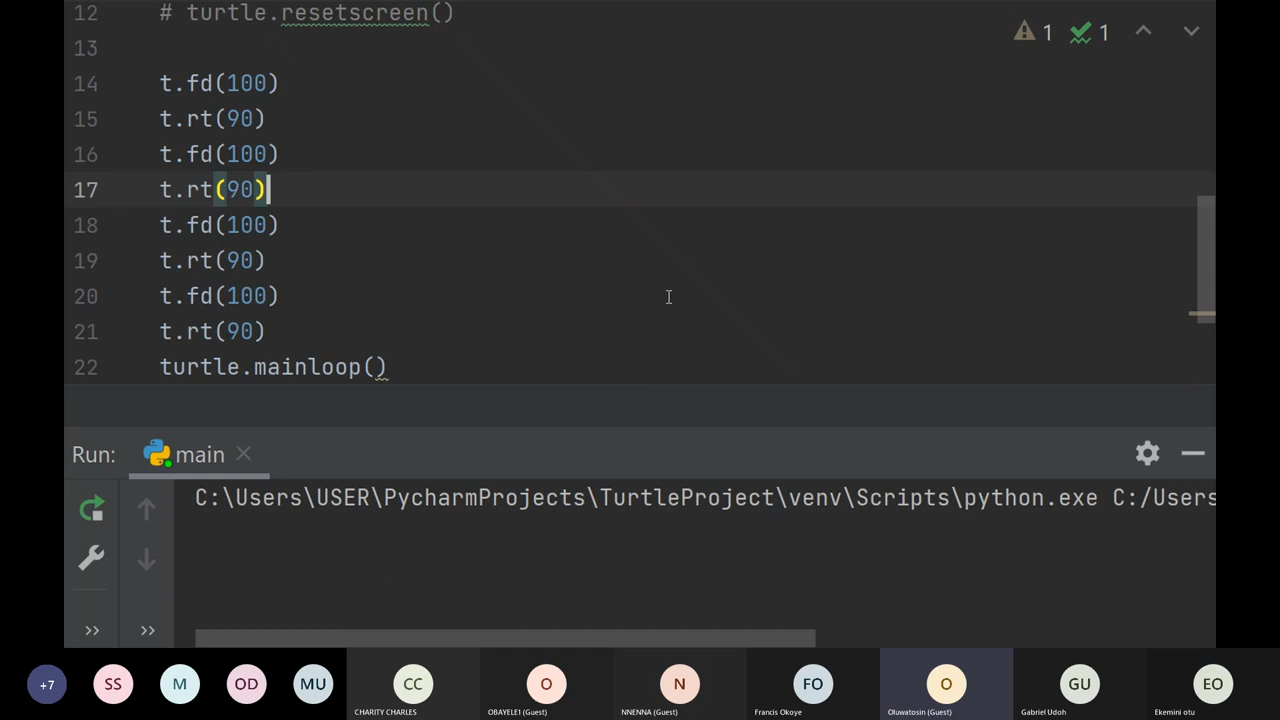 12 # turtle.resetscreen()
1 1
13
14 t.fd(100)
15 t.rt(90)
16 t.fd(100)
17 t.rt(90)
18 t.fd(100)
19 t.rt(90)
20 t.fd(100)
21 t.rt(90)
22 turtle.mainloop()
Run: main
C:\Users\USER\PycharmProjects\TurtleProject\venv\Scripts\python.exe C:/Users
+7 SS M OD MU CC O N FO O GU EO
CHARITY CHARLES OBAYELE1 (Guest) NNENNA (Guest) Francis Okoye Oluwatosin (Guest) Gabriel Udoh Ekemini otu